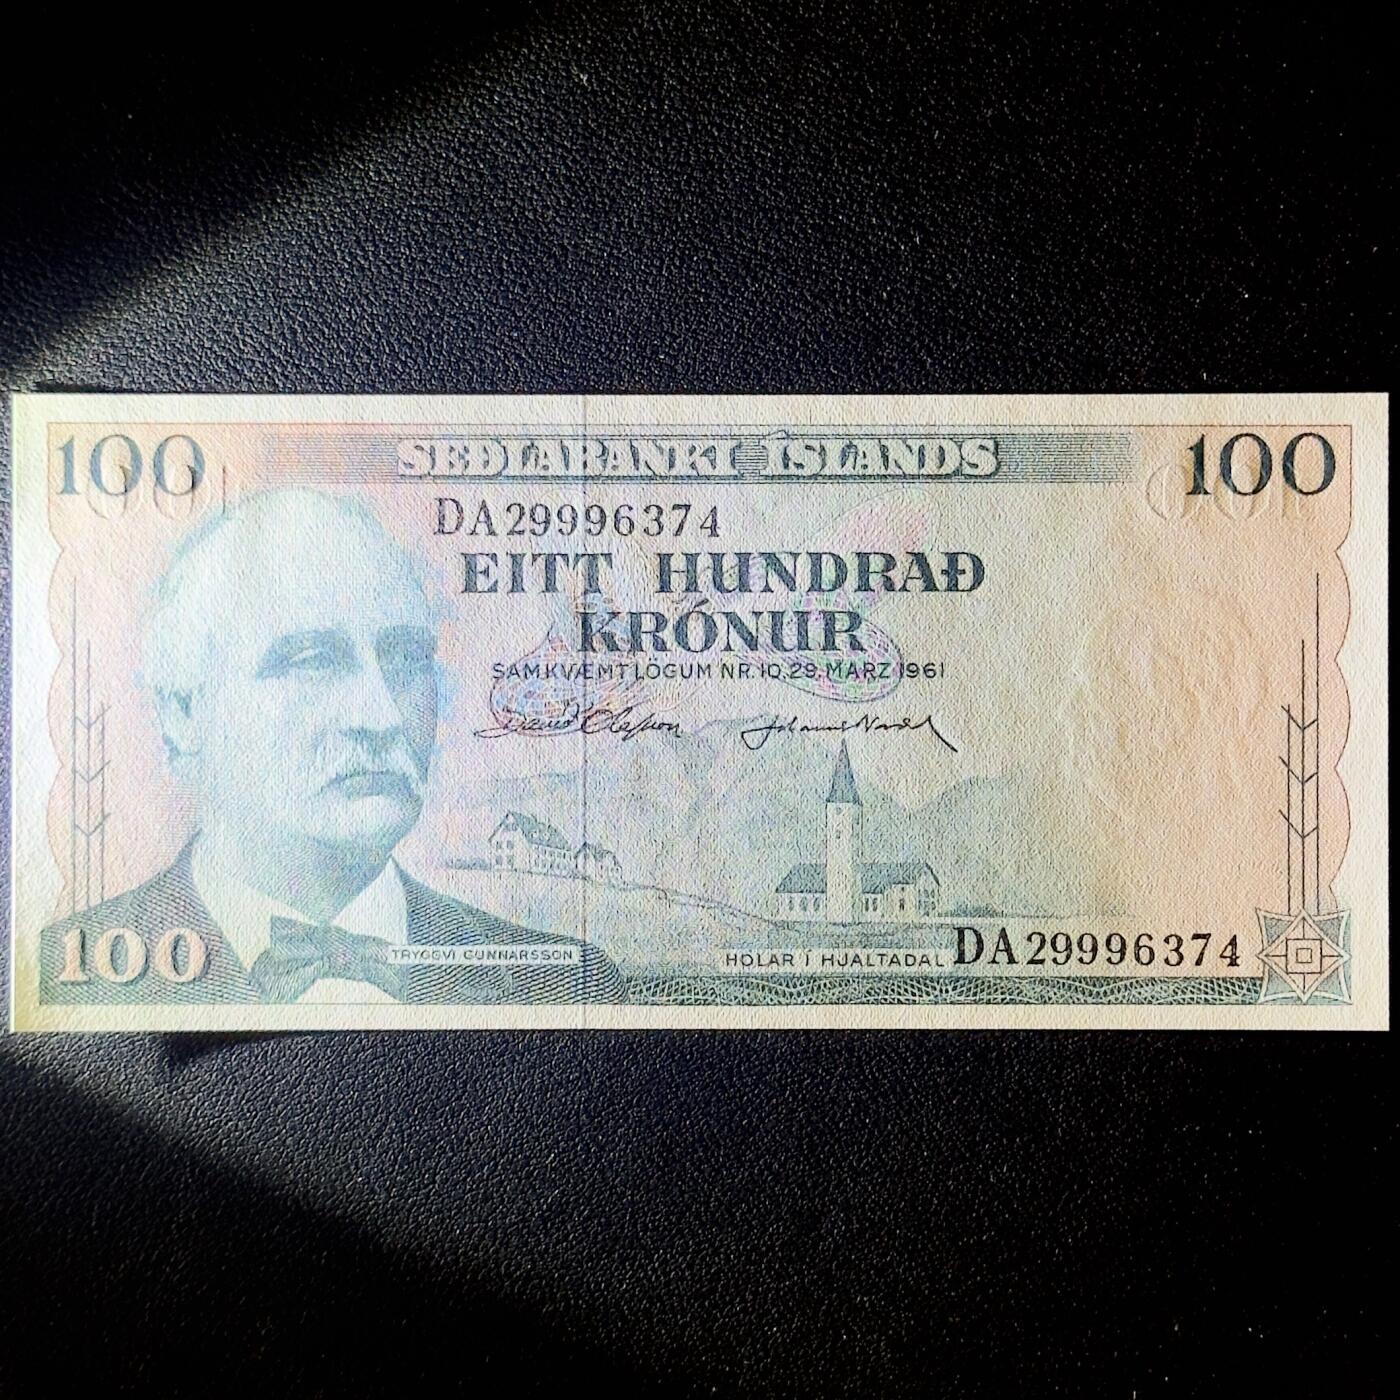 100
SEÐLABANKI ÍSLANDS
100
DA29996374
EITT HUNDRAÐ
KRÓNUR
SAMKVÆMT LÖGUM NR. 10, 29. MARZ 1961
100
TRYGGVI GUNNARSSON
HÓLAR Í HJALTADAL
DA29996374